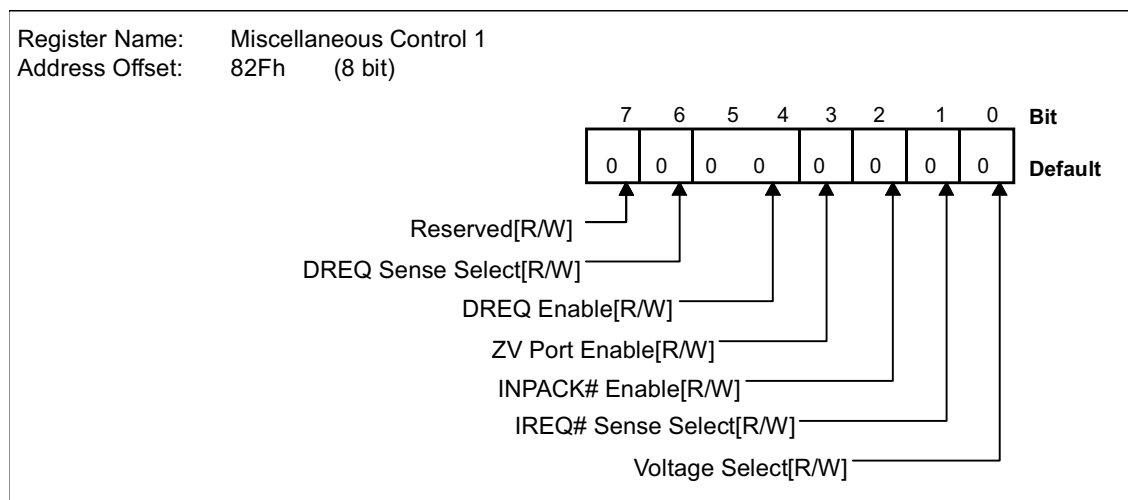 Register Name: Miscellaneous Control 1
Address Offset: 82Fh (8 bit)
7 6 5 4 3 2 1 0 Bit
0 0 0 0 0 0 0 0 Default
Reserved[R/W]
DREQ Sense Select[R/W]
DREQ Enable[R/W]
ZV Port Enable[R/W]
INPACK# Enable[R/W]
IREQ# Sense Select[R/W]
Voltage Select[R/W]